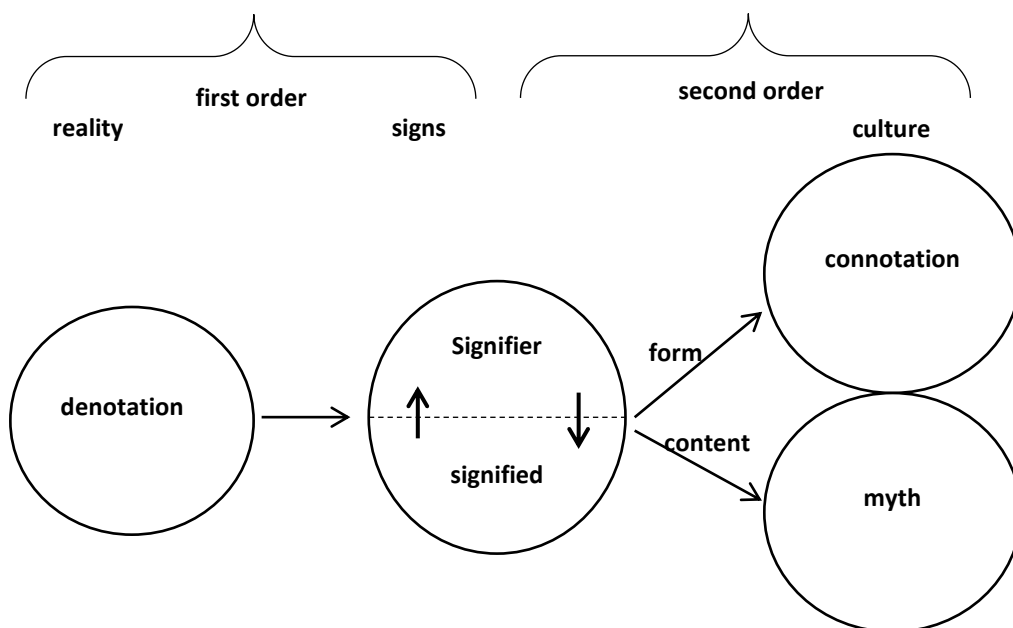 first order
second order
reality
signs
culture
connotation
Signifier
form
denotation
content
signified
myth